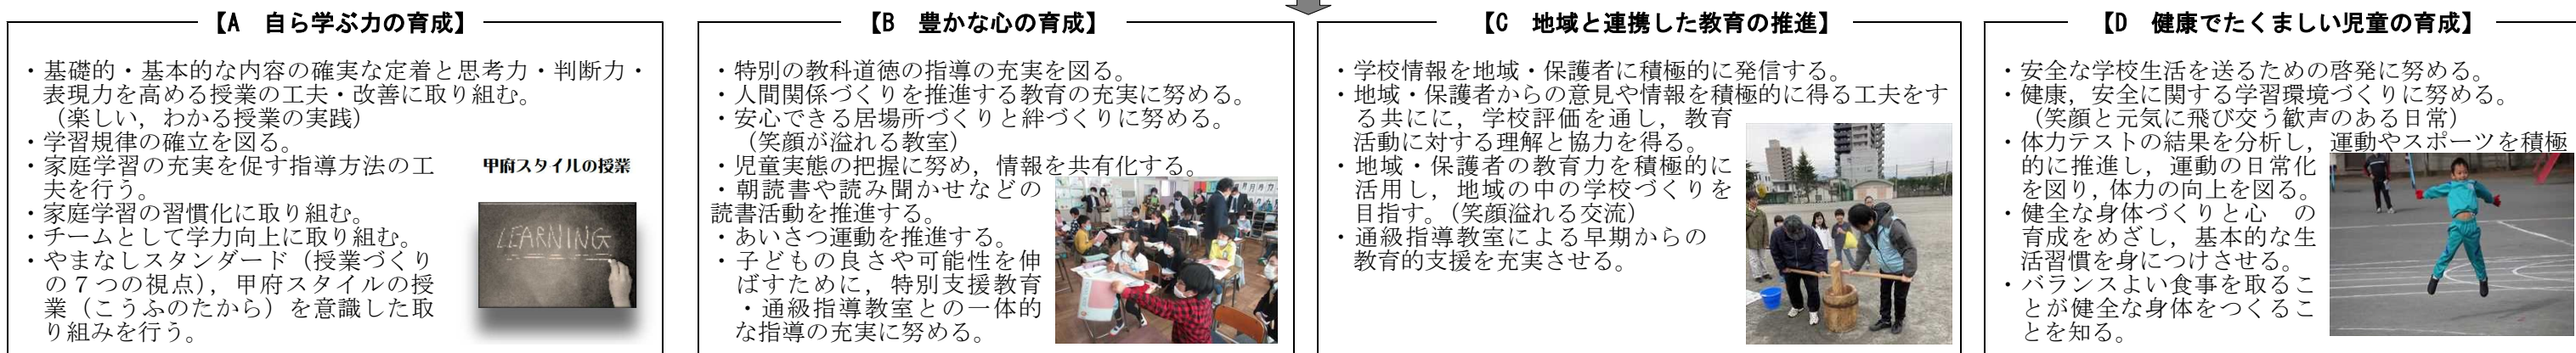 【A　自ら学ぶ力の育成】
・基礎的・基本的な内容の確実な定着と思考力・判断力・
表現力を高める授業の工夫・改善に取り組む。
（楽しい，わかる授業の実践）
・学習規律の確立を図る。
・家庭学習の充実を促す指導方法の工
夫を行う。
・家庭学習の習慣化に取り組む。
・チームとして学力向上に取り組む。
・やまなしスタンダード（授業づくり
の７つの視点），甲府スタイルの授
業（こうふのたから）を意識した取
り組みを行う。
甲府スタイルの授業
LEARNING
【B　豊かな心の育成】
・特別の教科道徳の指導の充実を図る。
・人間関係づくりを推進する教育の充実に努める。
・安心できる居場所づくりと絆づくりに努める。
（笑顔が溢れる教室）
・児童実態の把握に努め，情報を共有化する。
・朝読書や読み聞かせなどの
読書活動を推進する。
・あいさつ運動を推進する。
・子どもの良さや可能性を伸
ばすために，特別支援教育
・通級指導教室との一体的
な指導の充実に努める。
【C　地域と連携した教育の推進】
・学校情報を地域・保護者に積極的に発信する。
・地域・保護者からの意見や情報を積極的に得る工夫をす
る共にに，学校評価を通し，教育
活動に対する理解と協力を得る。
・地域・保護者の教育力を積極的に
活用し，地域の中の学校づくりを
目指す。（笑顔溢れる交流）
・通級指導教室による早期からの
教育的支援を充実させる。
【D　健康でたくましい児童の育成】
・安全な学校生活を送るための啓発に努める。
・健康，安全に関する学習環境づくりに努める。
（笑顔と元気に飛び交う歓声のある日常）
・体力テストの結果を分析し，運動やスポーツを積極
的に推進し，運動の日常化
を図り，体力の向上を図る。
・健全な身体づくりと心　の
育成をめざし，基本的な生
活習慣を身につけさせる。
・バランスよい食事を取るこ
とが健全な身体をつくるこ
とを知る。